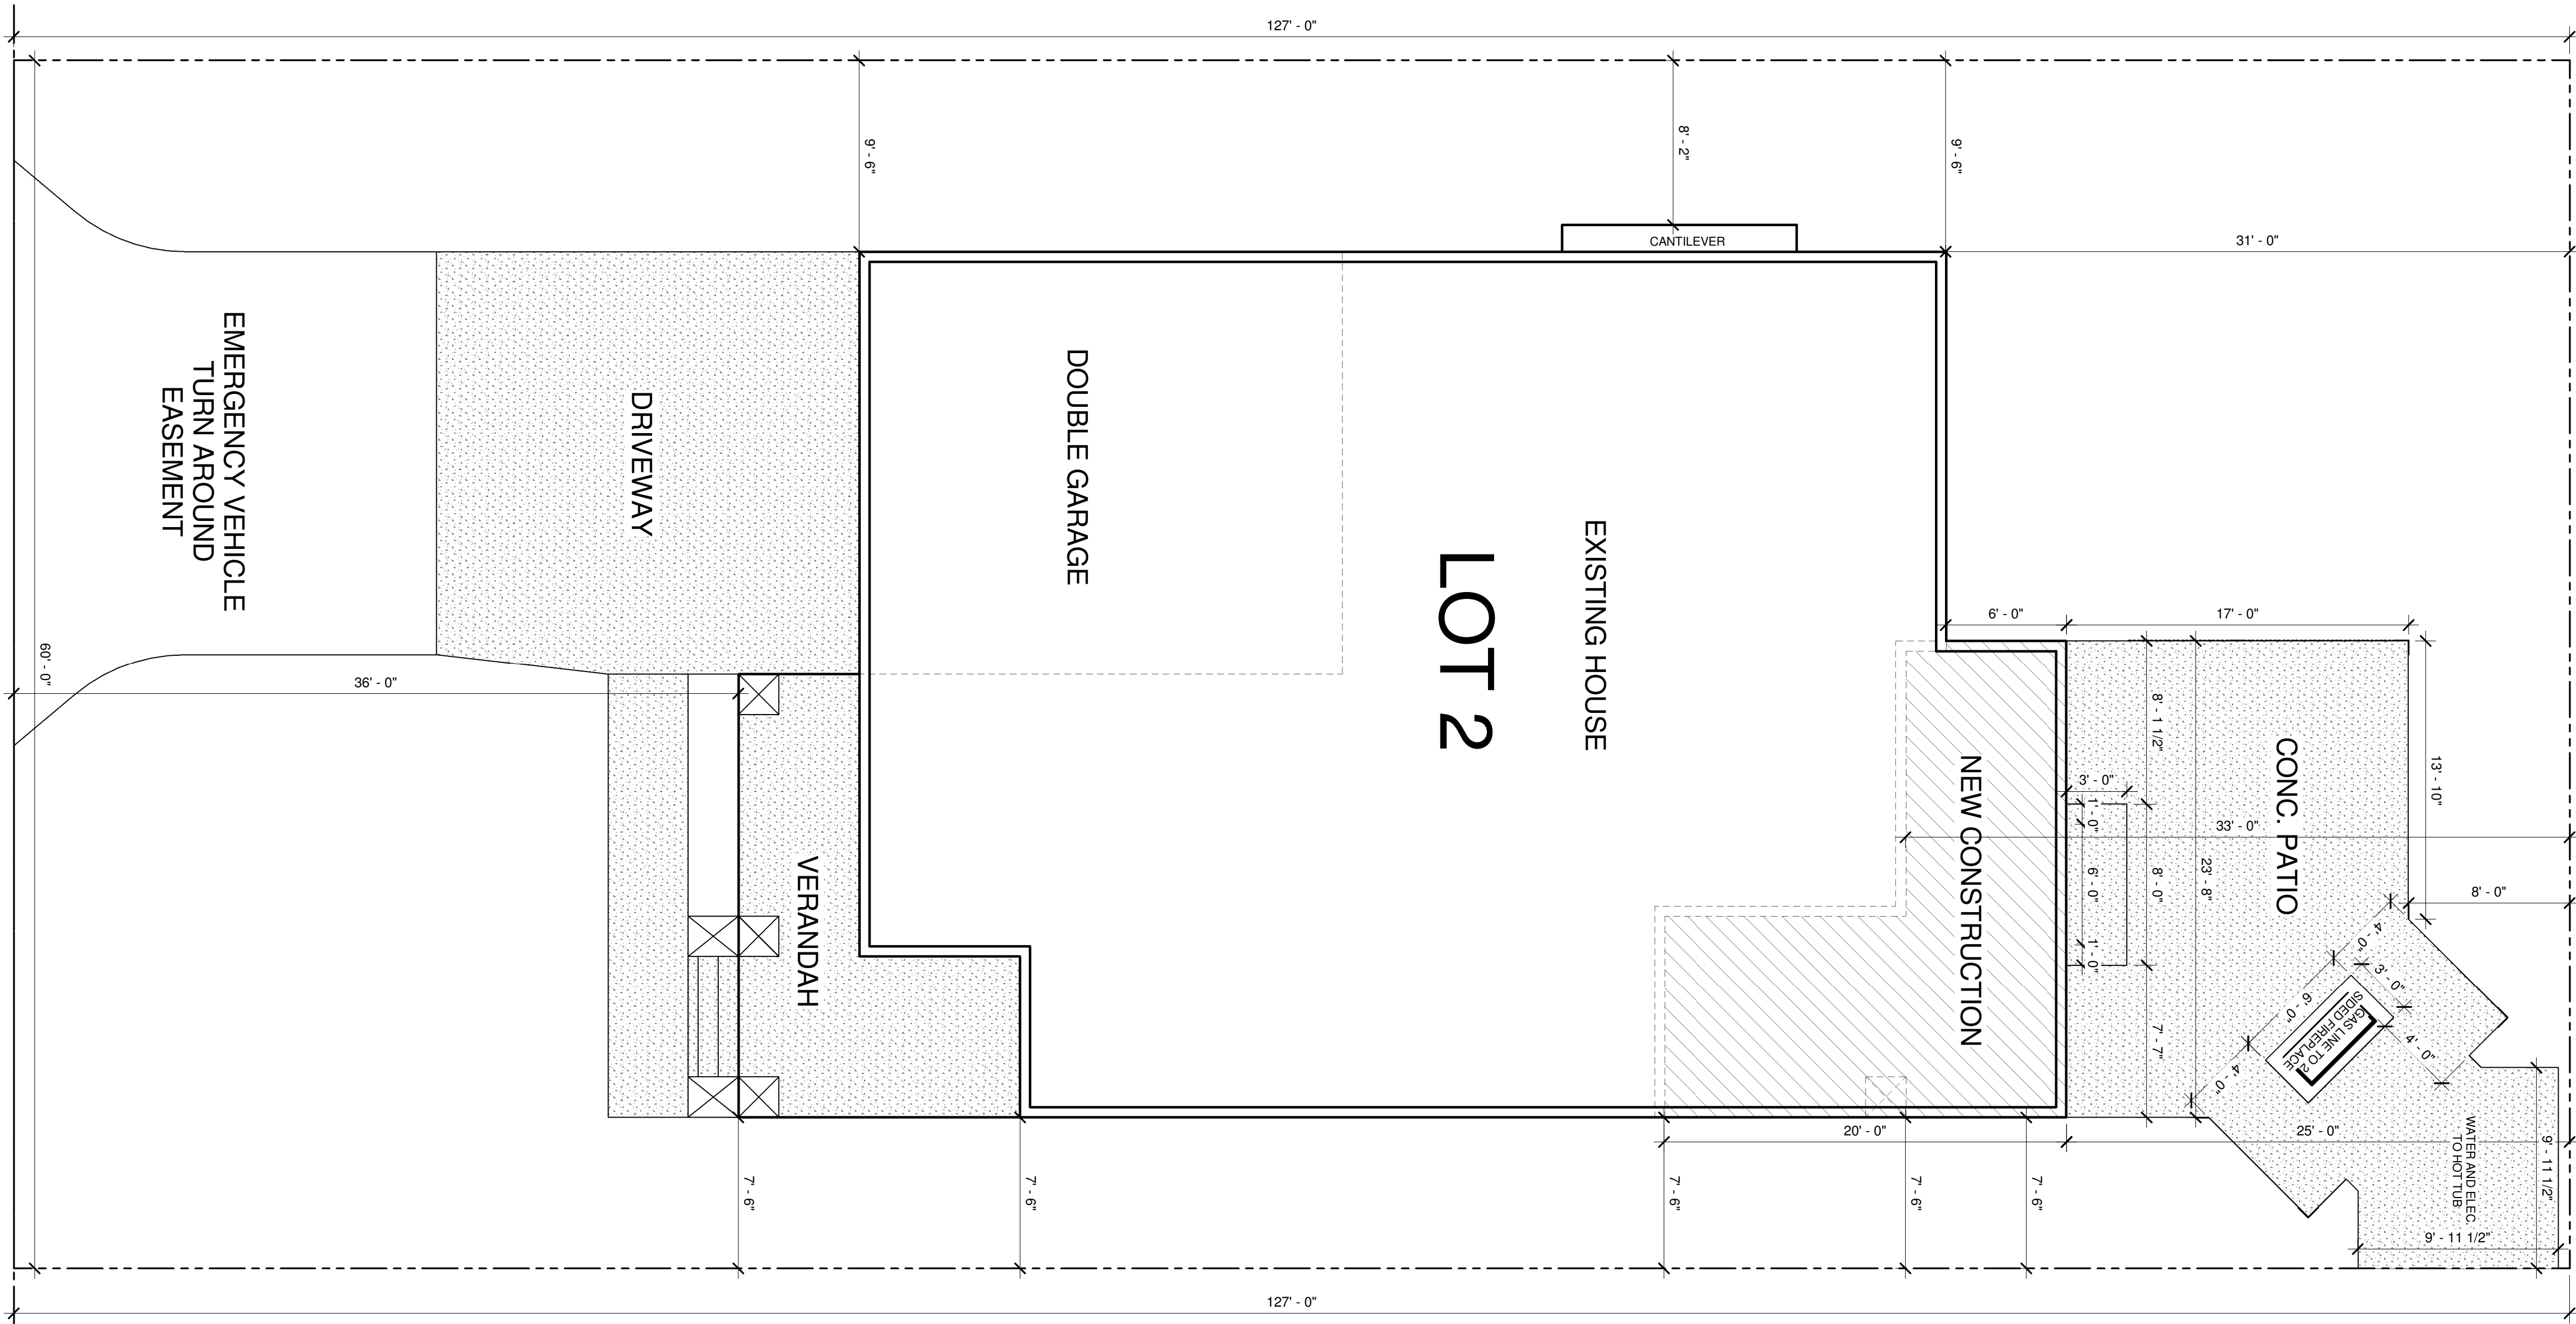 127' - 0"
9' - 6"
8' - 2"
9' - 6"
31' - 0"
CANTILEVER
EMERGENCY VEHICLE
TURN AROUND
EASEMENT
DRIVEWAY
DOUBLE GARAGE
LOT 2
EXISTING HOUSE
60' - 0"
36' - 0"
VERANDAH
NEW CONSTRUCTION
6' - 0"
17' - 0"
CONC. PATIO
8' - 1 1/2"
3' - 0"
1' - 0"
6' - 0"
1' - 0"
8' - 0"
7' - 7"
23' - 8"
33' - 0"
13' - 10"
8' - 0"
4' - 0"
3' - 0"
6' - 0"
4' - 0"
4' - 0"
GAS LINE TO 2
SIDED FIREPLACE
WATER AND ELEC.
TO HOT TUB
20' - 0"
25' - 0"
9' - 11 1/2"
9' - 11 1/2"
7' - 6"
7' - 6"
7' - 6"
7' - 6"
7' - 6"
127' - 0"